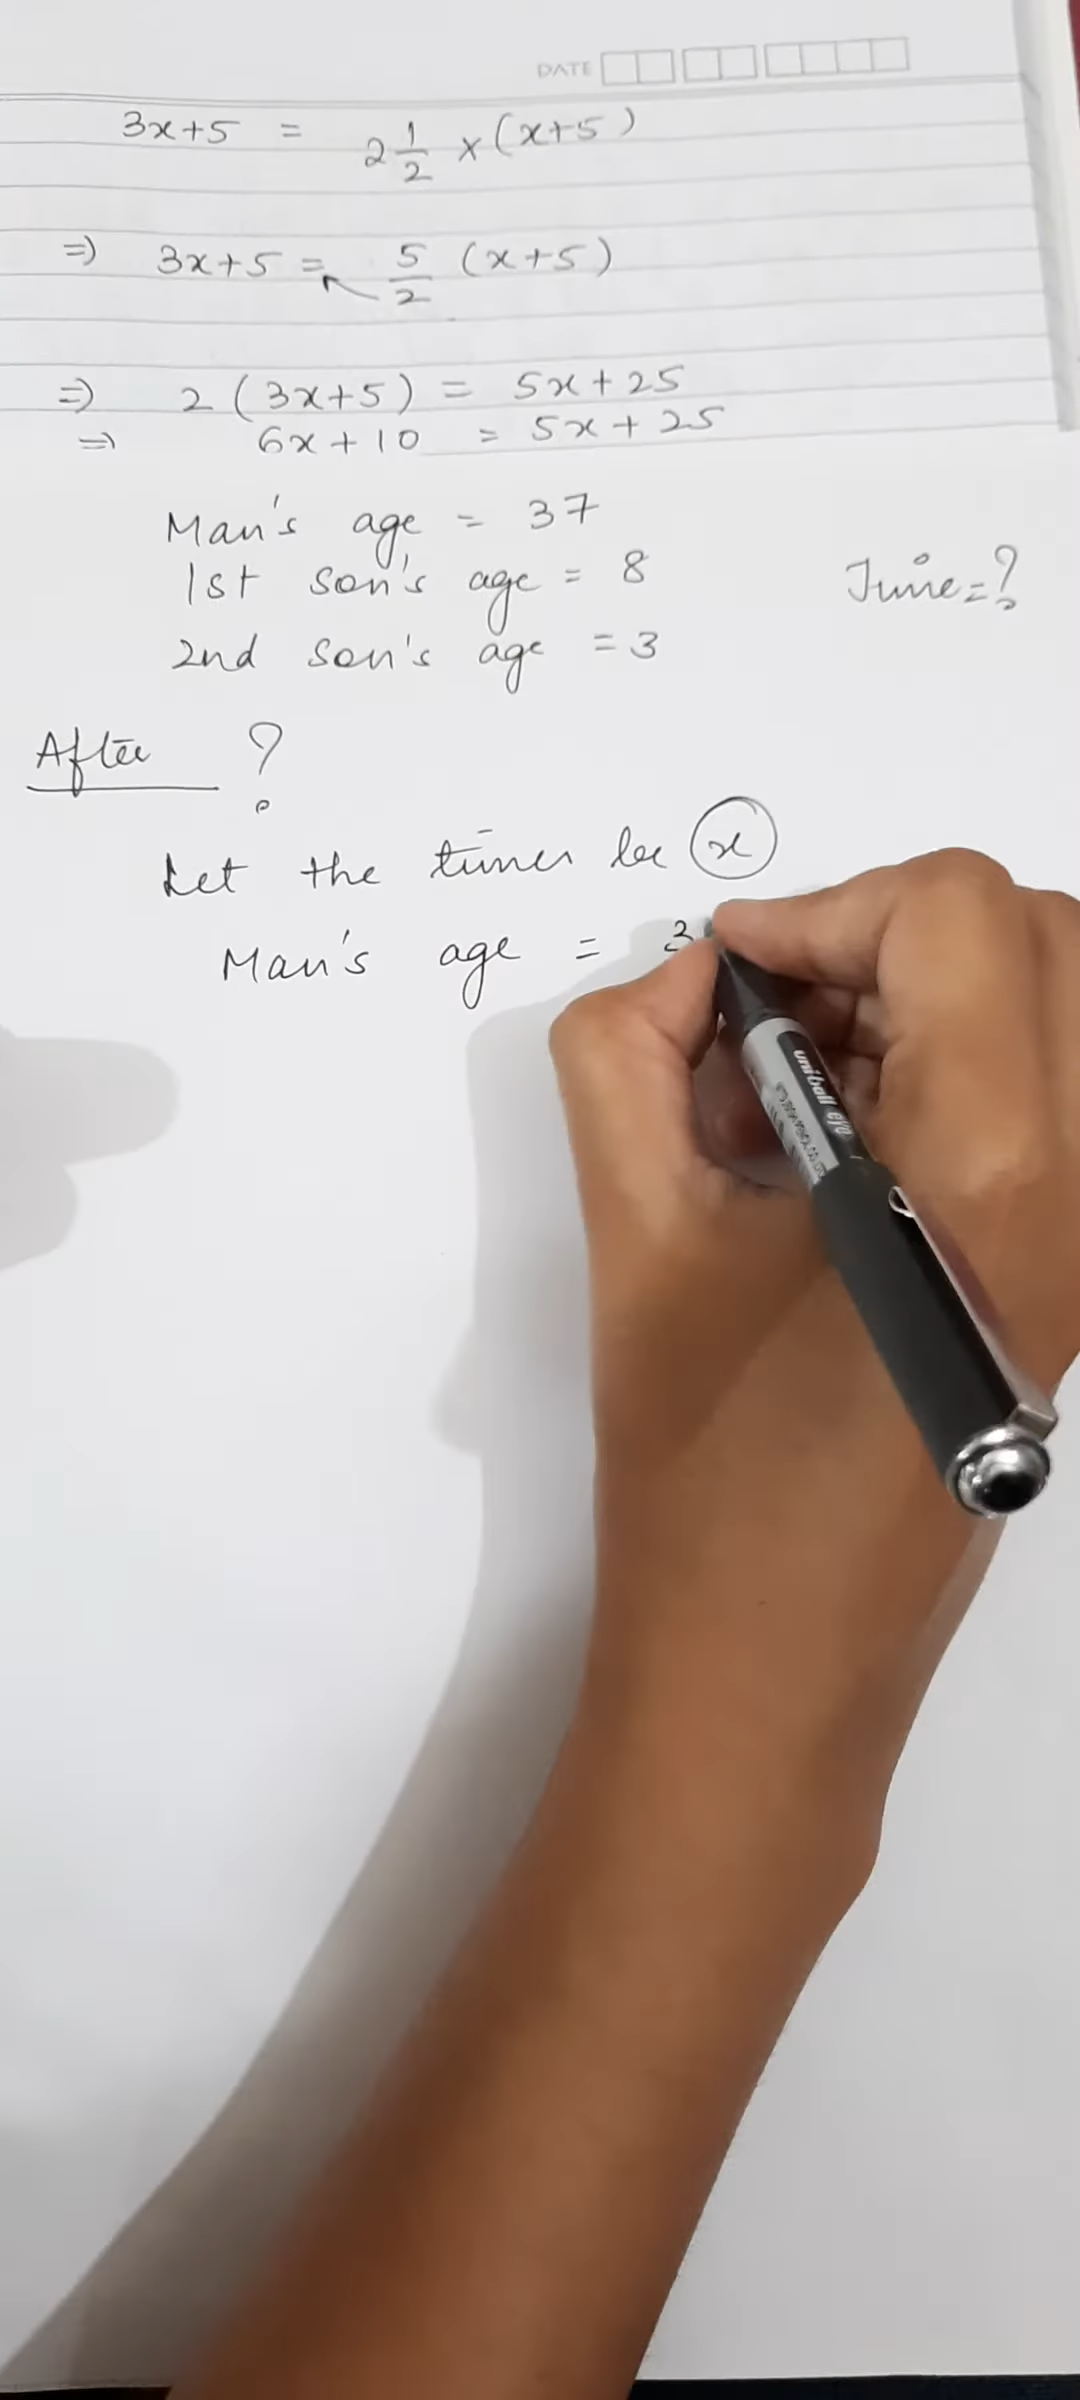 DATE
3x+5 = 2 1/2 × (x+5)
⇒ 3x+5 = 5/2 (x+5)
⇒ 2 (3x+5) = 5x+25
⇒ 6x+10 = 5x+25
Man's age = 37
1st son's age = 8
Time=?
2nd son's age = 3
After ?
Let the time be x
Man's age = 3
uniball eye